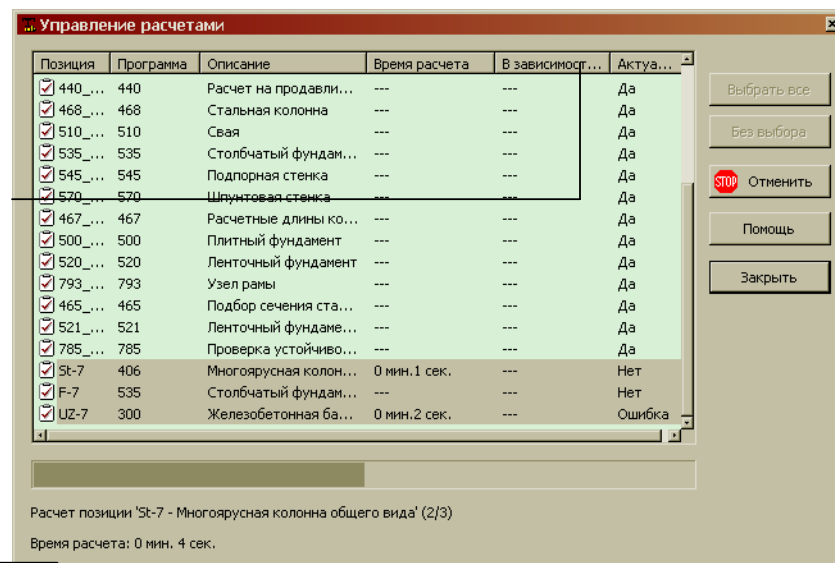 Управление расчетами
Позиция Программа Описание Время расчета В зависимост... Актуа...
440_... 440 Расчет на продавли... --- --- Да
468_... 468 Стальная колонна --- --- Да
510_... 510 Свая --- --- Да
535_... 535 Столбчатый фундам... --- --- Да
545_... 545 Подпорная стенка --- --- Да
570_... 570 Шпунтовая стенка --- --- Да
467_... 467 Расчетные длины ко... --- --- Да
500_... 500 Плитный фундамент --- --- Да
520_... 520 Ленточный фундамент --- --- Да
793_... 793 Узел рамы --- --- Да
465_... 465 Подбор сечения ста... --- --- Да
521_... 521 Ленточный фундаме... --- --- Да
785_... 785 Проверка устойчиво... --- --- Да
St-7 406 Многоярусная колон... 0 мин.1 сек. --- Нет
F-7 535 Столбчатый фундам... --- --- Нет
UZ-7 300 Железобетонная ба... 0 мин.2 сек. --- Ошибка
Выбрать все
Без выбора
STOP Отменить
Помощь
Закрыть
Расчет позиции 'St-7 - Многоярусная колонна общего вида' (2/3)
Время расчета: 0 мин. 4 сек.